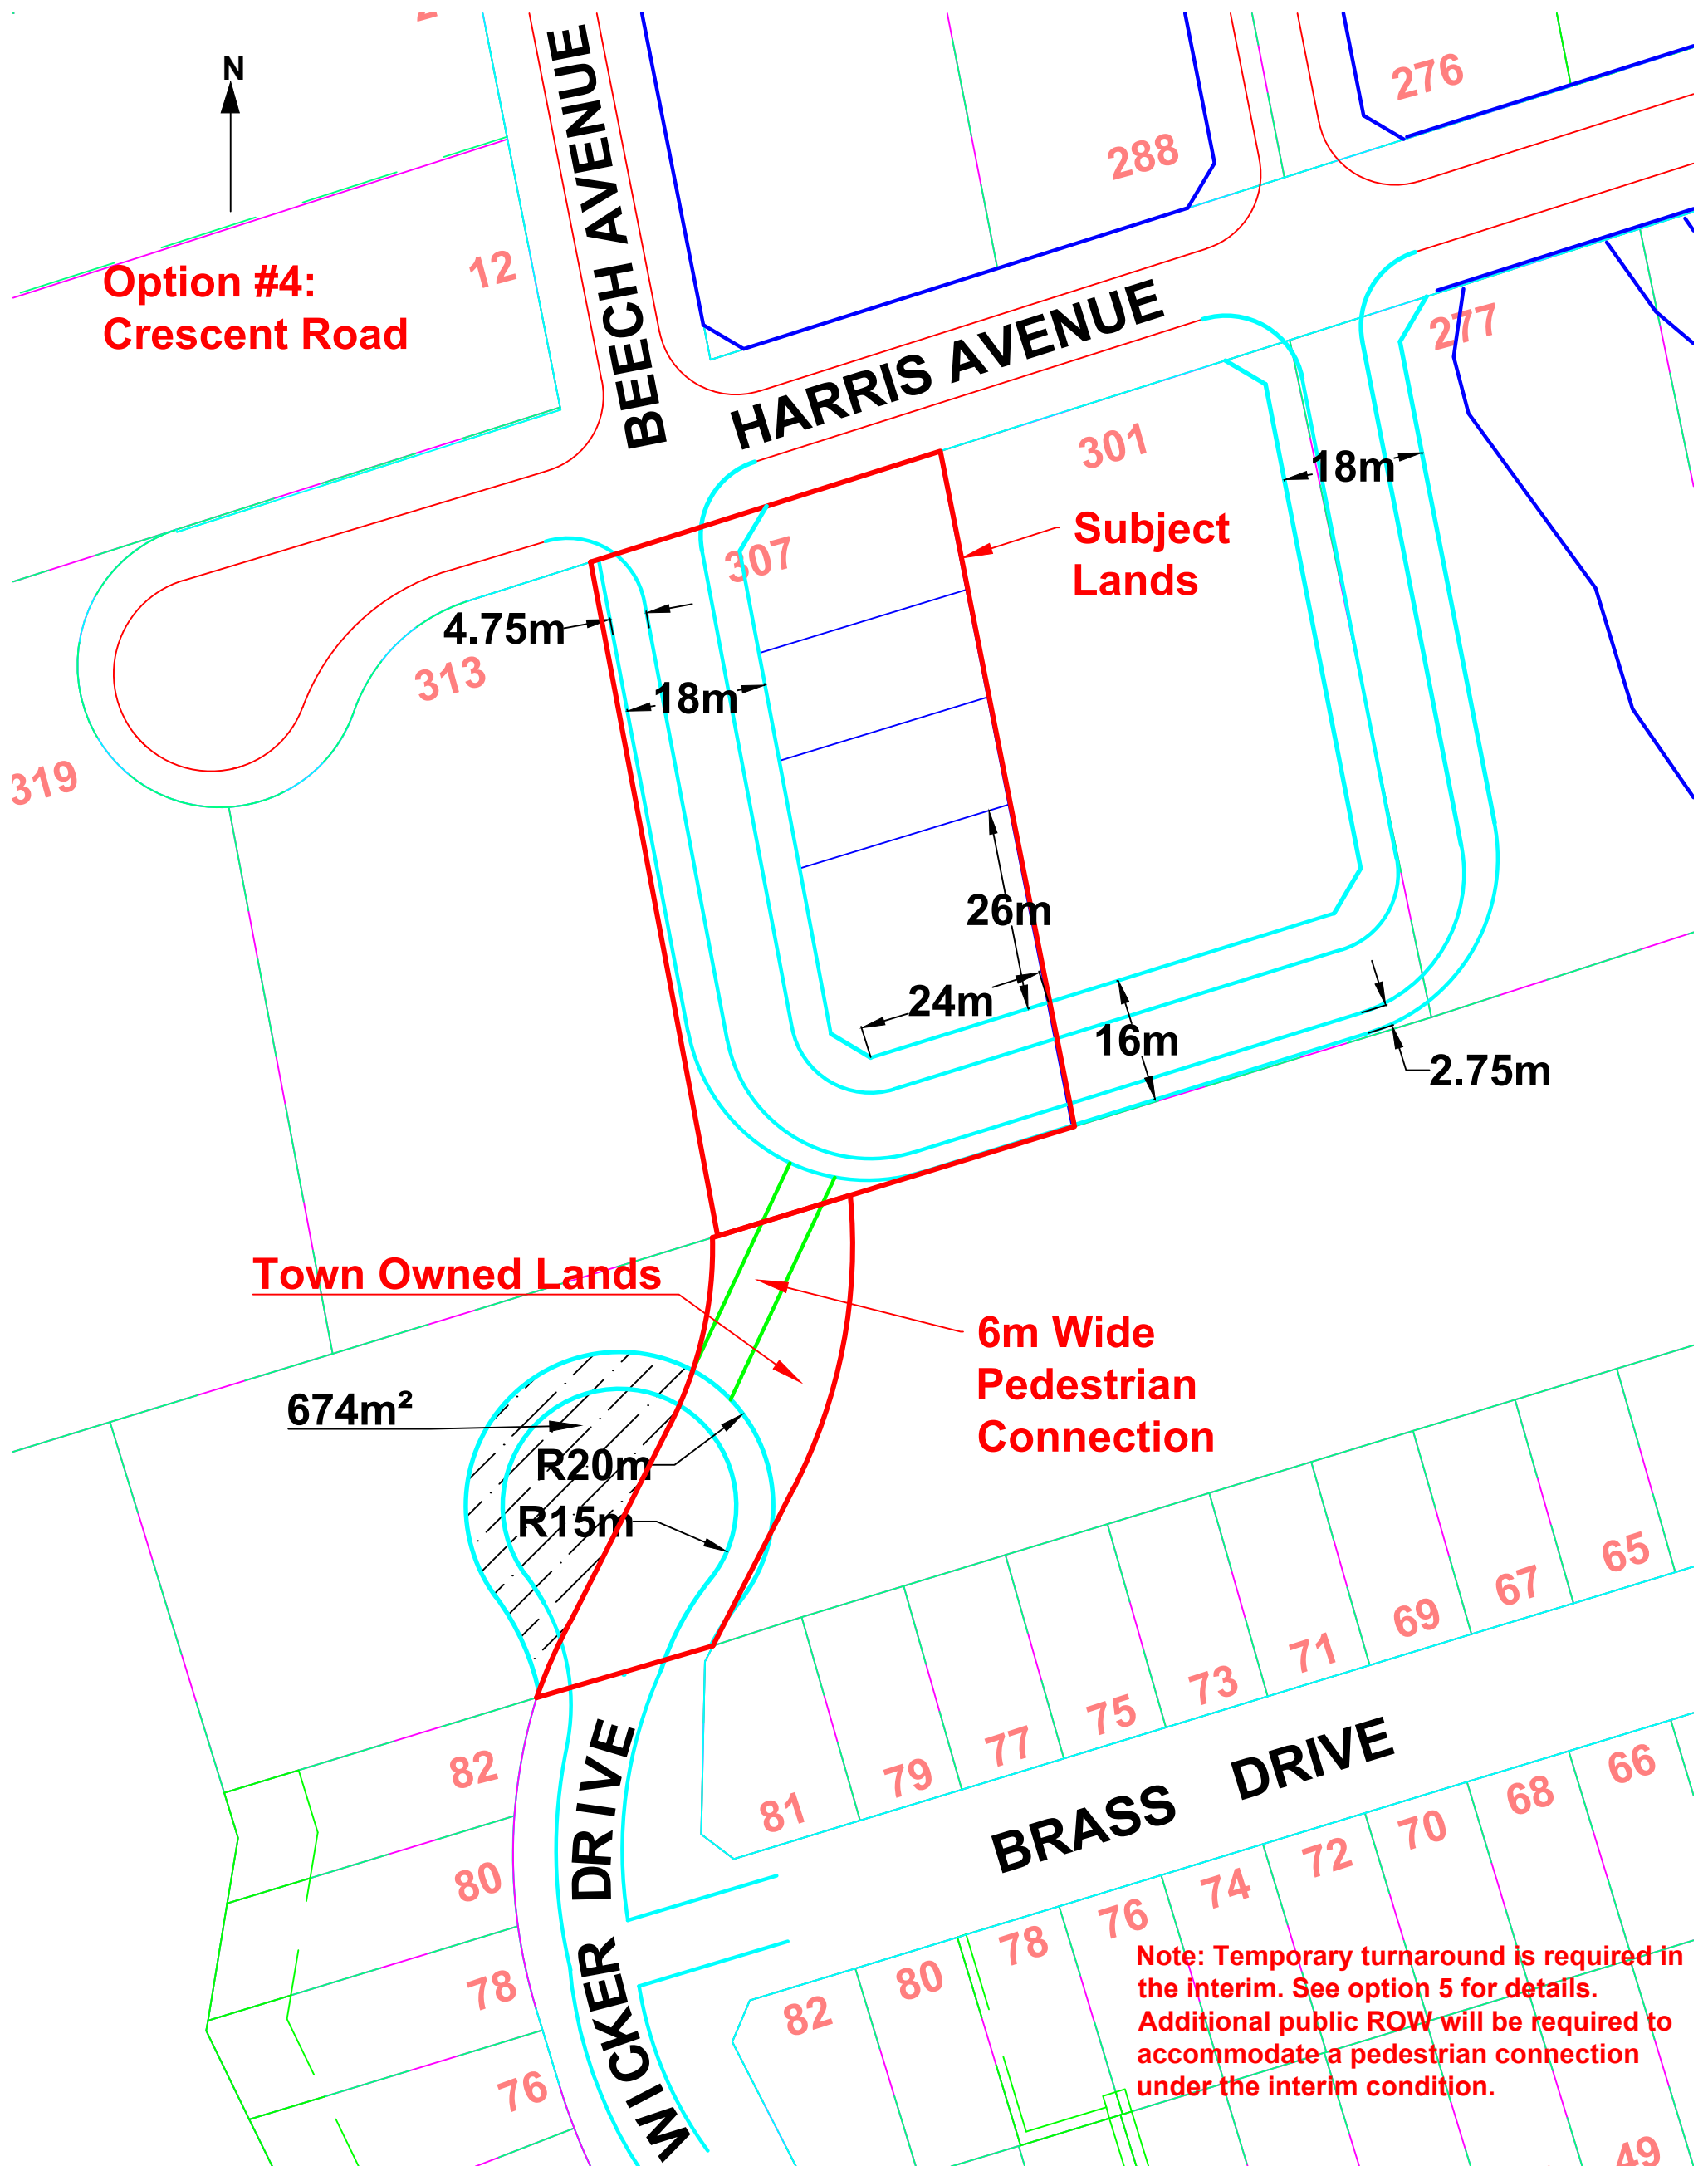 N
Option #4:
Crescent Road
BEECH AVENUE
HARRIS AVENUE
276
288
12
277
301
307
313
319
Subject
Lands
18m
4.75m
18m
26m
24m
16m
2.75m
Town Owned Lands
6m Wide
Pedestrian
Connection
674m²
R20m
R15m
65
67
69
71
73
75
77
79
81
82
80
78
76
WICKER DRIVE
BRASS DRIVE
66
68
70
72
74
76
78
80
82
49
Note: Temporary turnaround is required in
the interim. See option 5 for details.
Additional public ROW will be required to
accommodate a pedestrian connection
under the interim condition.